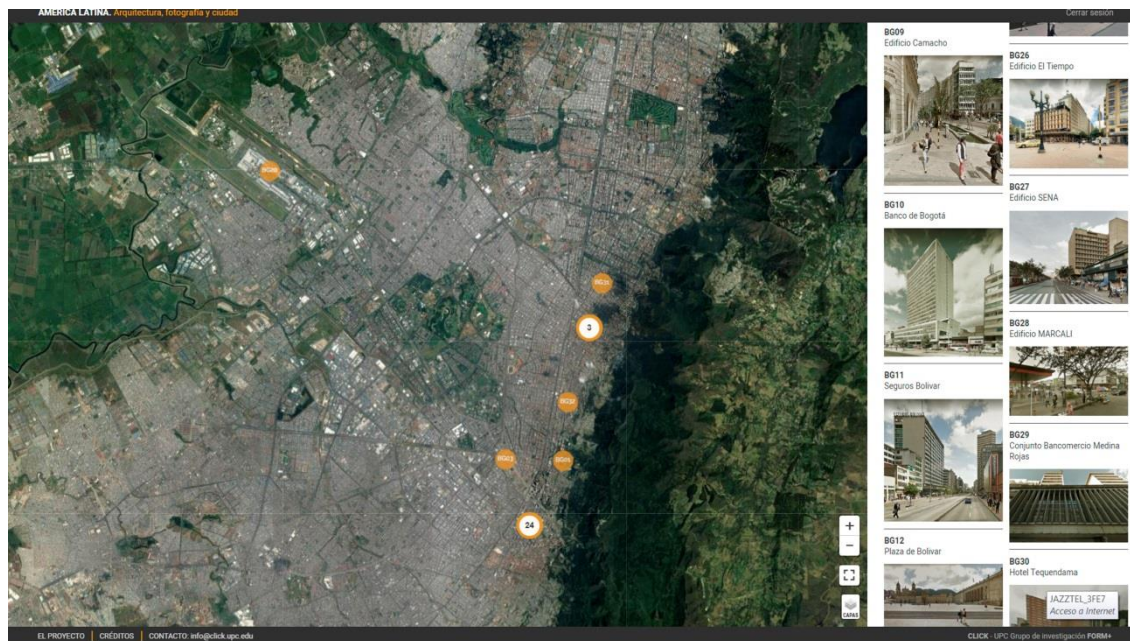 AMÉRICA LATINA. Arquitectura, fotografía y ciudad
Cerrar sesión
3
24
+
−
CAPAS
BG09
Edificio Camacho
BG10
Banco de Bogotá
BG11
Seguros Bolivar
BG12
Plaza de Bolivar
BG26
Edificio El Tiempo
BG27
Edificio SENA
BG28
Edificio MARCALI
BG29
Conjunto Bancomercio Medina
Rojas
BG30
Hotel Tequendama
JAZZTEL_3FE7
Acceso a Internet
EL PROYECTO | CRÉDITOS | CONTACTO: info@click.upc.edu
CLICK - UPC Grupo de investigación FORM+